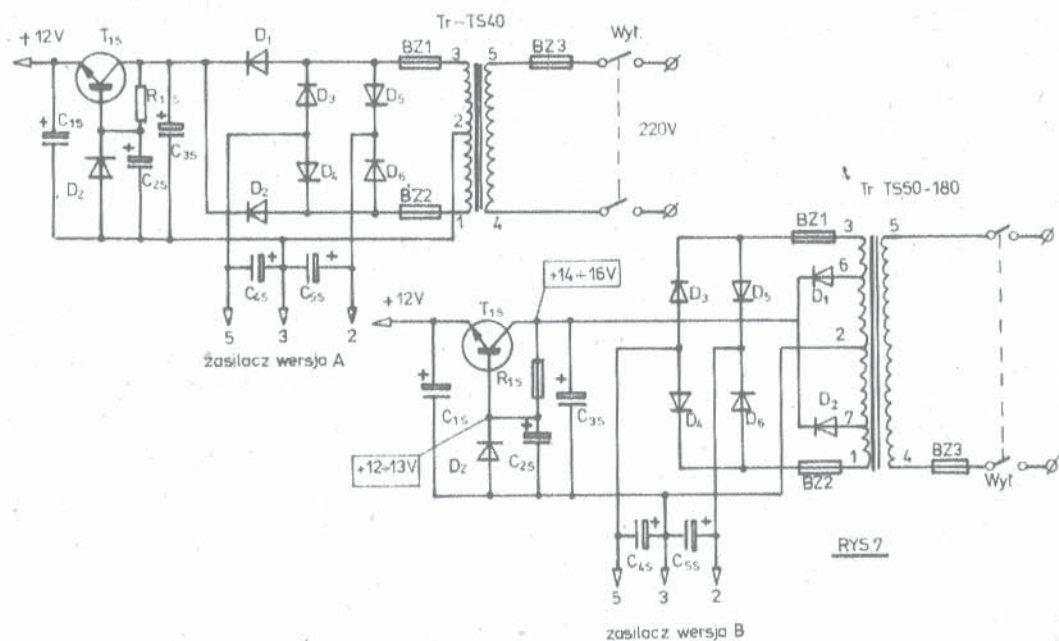 Tr-TS40
+12V
T1s
D1
BZ1
3
5
BZ3
Wył.
R1s
D3
D5
+
C1s
+
C3s
2
220V
Dz
+
C2s
D4
D6
D2
BZ2
1
4
+
+
C4s
C5s
5
3
2
zasilacz wersja A
Tr TS50-180
BZ1
3
5
6
D3
D5
D1
+14÷16V
+12V
T1s
2
R1s
+
C1s
+
C3s
D2
7
D4
D6
+12÷13V
Dz
+
C2s
1
BZ2
4
BZ3
Wył
+
+
C4s
C5s
RYS.7
5
3
2
zasilacz wersja B